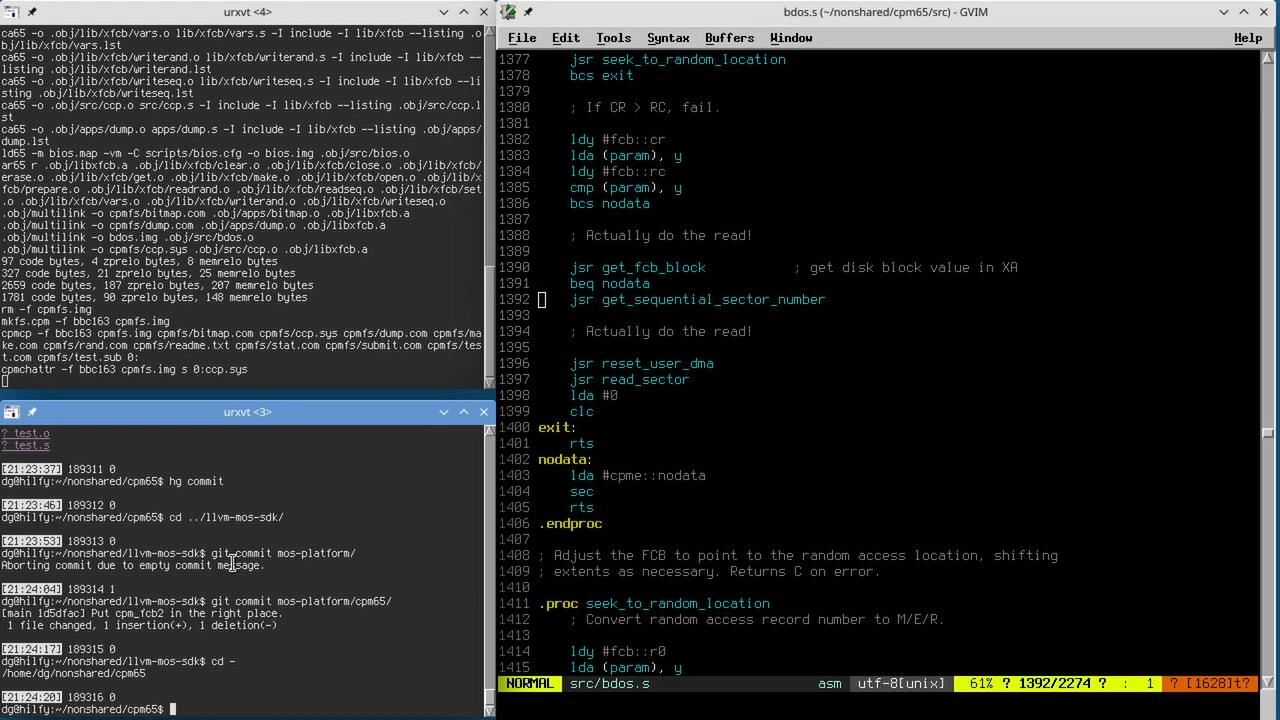 urxvt <4>
ca65 -o .obj/lib/xfcb/vars.o lib/xfcb/vars.s -I include -I lib/xfcb --listing .o
bj/lib/xfcb/vars.lst
ca65 -o .obj/lib/xfcb/writerand.o lib/xfcb/writerand.s -I include -I lib/xfcb --
listing .obj/lib/xfcb/writerand.lst
ca65 -o .obj/lib/xfcb/writeseq.o lib/xfcb/writeseq.s -I include -I lib/xfcb --li
sting .obj/lib/xfcb/writeseq.lst
ca65 -o .obj/src/ccp.o src/ccp.s -I include -I lib/xfcb --listing .obj/src/ccp.l
st
ca65 -o .obj/apps/dump.o apps/dump.s -I include -I lib/xfcb --listing .obj/apps/
dump.lst
ld65 -m bios.map -vm -C scripts/bios.cfg -o bios.img .obj/src/bios.o
ar65 r .obj/libxfcb.a .obj/lib/xfcb/clear.o .obj/lib/xfcb/close.o .obj/lib/xfcb/
erase.o .obj/lib/xfcb/get.o .obj/lib/xfcb/make.o .obj/lib/xfcb/open.o .obj/lib/x
fcb/prepare.o .obj/lib/xfcb/readrand.o .obj/lib/xfcb/readseq.o .obj/lib/xfcb/set
.o .obj/lib/xfcb/vars.o .obj/lib/xfcb/writerand.o .obj/lib/xfcb/writeseq.o
.obj/multilink -o cpmfs/bitmap.com .obj/apps/bitmap.o .obj/libxfcb.a
.obj/multilink -o cpmfs/dump.com .obj/apps/dump.o .obj/libxfcb.a
.obj/multilink -o bdos.img .obj/src/bdos.o
.obj/multilink -o cpmfs/ccp.sys .obj/src/ccp.o .obj/libxfcb.a
97 code bytes, 4 zprelo bytes, 8 memrelo bytes
327 code bytes, 21 zprelo bytes, 25 memrelo bytes
2659 code bytes, 187 zprelo bytes, 207 memrelo bytes
1781 code bytes, 90 zprelo bytes, 148 memrelo bytes
rm -f cpmfs.img
mkfs.cpm -f bbc163 cpmfs.img
cpmcp -f bbc163 cpmfs.img cpmfs/bitmap.com cpmfs/ccp.sys cpmfs/dump.com cpmfs/ma
ke.com cpmfs/rand.com cpmfs/readme.txt cpmfs/stat.com cpmfs/submit.com cpmfs/tes
t.com cpmfs/test.sub 0:
cpmchattr -f bbc163 cpmfs.img s 0:ccp.sys
urxvt <3>
? test.o
? test.s
[21:23:37] 189311 0
dg@hilfy:~/nonshared/cpm65$ hg commit
[21:23:46] 189312 0
dg@hilfy:~/nonshared/cpm65$ cd ../llvm-mos-sdk/
[21:23:53] 189313 0
dg@hilfy:~/nonshared/llvm-mos-sdk$ git commit mos-platform/
Aborting commit due to empty commit message.
[21:24:04] 189314 1
dg@hilfy:~/nonshared/llvm-mos-sdk$ git commit mos-platform/cpm65/
[main 1d5fcab] Put cpm_fcb2 in the right place.
 1 file changed, 1 insertion(+), 1 deletion(-)
[21:24:17] 189315 0
dg@hilfy:~/nonshared/llvm-mos-sdk$ cd -
/home/dg/nonshared/cpm65
[21:24:20] 189316 0
dg@hilfy:~/nonshared/cpm65$
bdos.s (~/nonshared/cpm65/src) - GVIM
File Edit Tools Syntax Buffers Window Help
1377 jsr seek_to_random_location
1378 bcs exit
1379
1380 ; If CR > RC, fail.
1381
1382 ldy #fcb::cr
1383 lda (param), y
1384 ldy #fcb::rc
1385 cmp (param), y
1386 bcs nodata
1387
1388 ; Actually do the read!
1389
1390 jsr get_fcb_block ; get disk block value in XA
1391 beq nodata
1392 jsr get_sequential_sector_number
1393
1394 ; Actually do the read!
1395
1396 jsr reset_user_dma
1397 jsr read_sector
1398 lda #0
1399 clc
1400 exit:
1401 rts
1402 nodata:
1403 lda #cpme::nodata
1404 sec
1405 rts
1406 .endproc
1407
1408 ; Adjust the FCB to point to the random access location, shifting
1409 ; extents as necessary. Returns C on error.
1410
1411 .proc seek_to_random_location
1412 ; Convert random access record number to M/E/R.
1413
1414 ldy #fcb::r0
1415 lda (param), y
NORMAL src/bdos.s asm utf-8[unix] 61% ? 1392/2274 ? : 1 ? [1628]t?